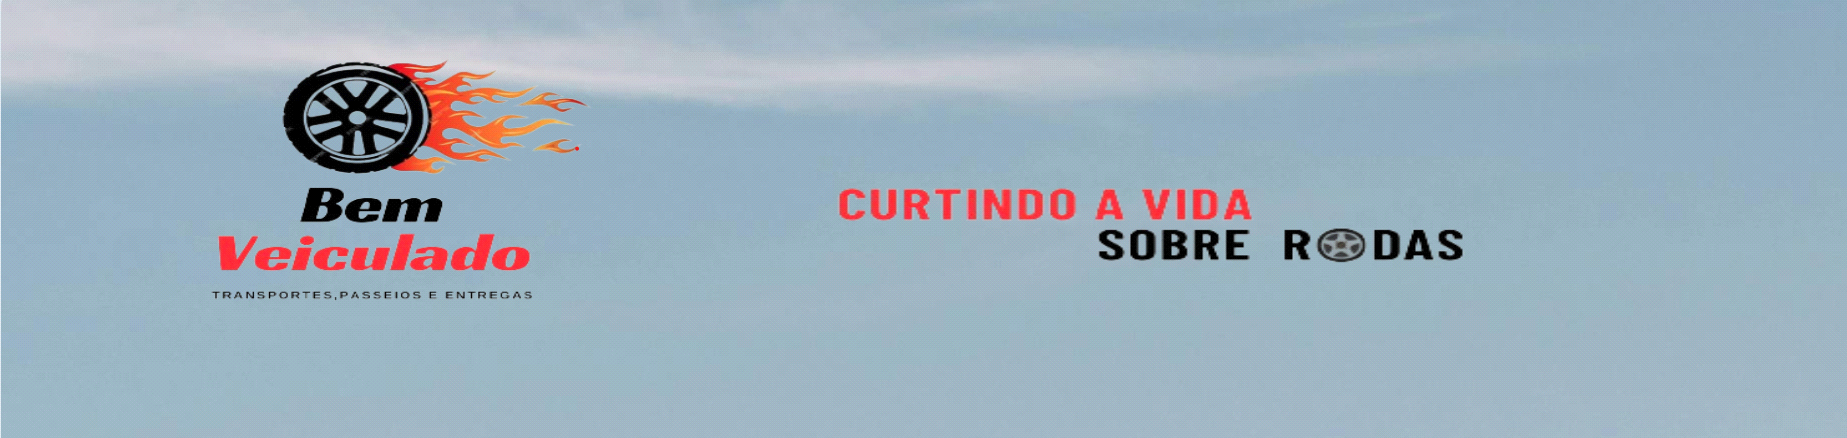 Bem
Veiculado
TRANSPORTES,PASSEIOS E ENTREGAS
CURTINDO A VIDA
SOBRE RODAS